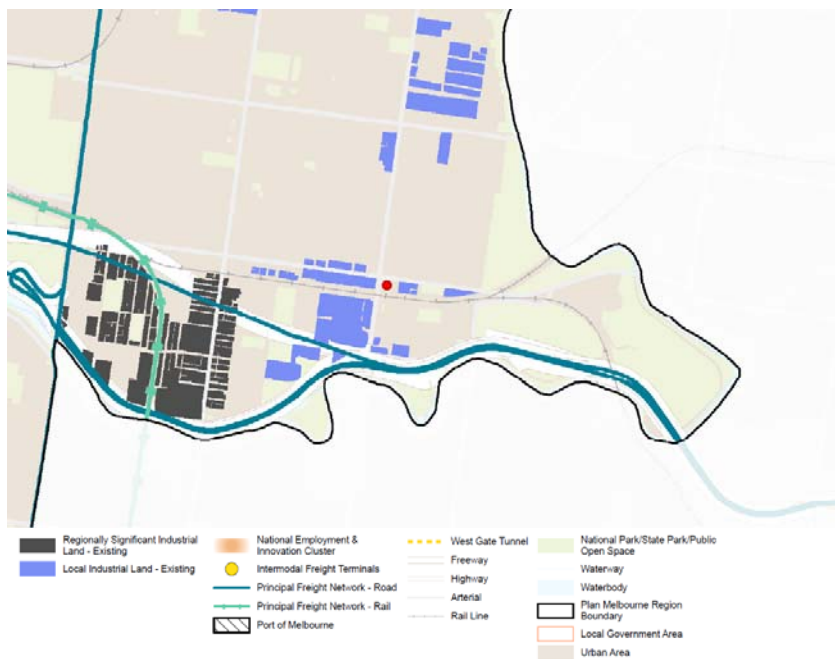 Regionally Significant Industrial
Land - Existing
Local Industrial Land - Existing
National Employment &
Innovation Cluster
Intermodal Freight Terminals
Principal Freight Network - Road
Principal Freight Network - Rail
Port of Melbourne
West Gate Tunnel
Freeway
Highway
Arterial
Rail Line
National Park/State Park/Public
Open Space
Waterway
Waterbody
Plan Melbourne Region
Boundary
Local Government Area
Urban Area